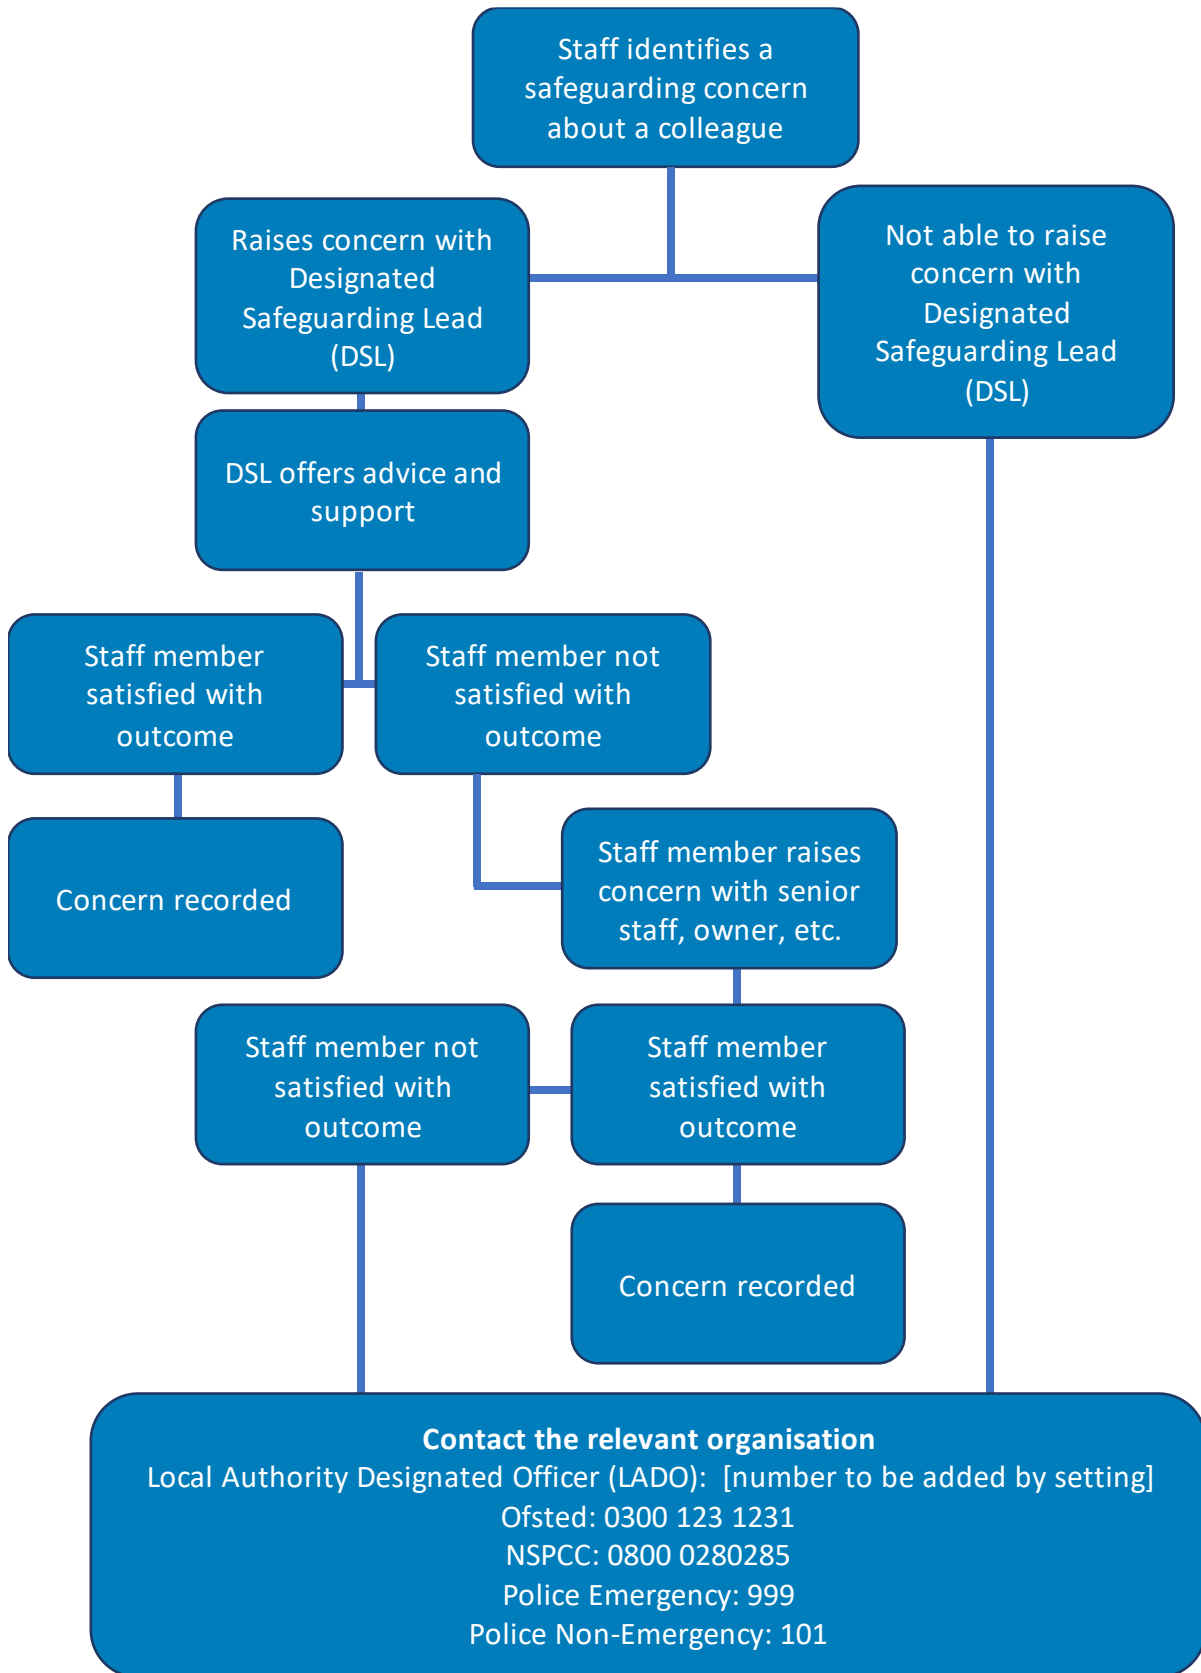 Staff identifies a
safeguarding concern
about a colleague
Raises concern with
Designated
Safeguarding Lead
(DSL)
Not able to raise
concern with
Designated
Safeguarding Lead
(DSL)
DSL offers advice and
support
Staff member
satisfied with
outcome
Staff member not
satisfied with
outcome
Concern recorded
Staff member raises
concern with senior
staff, owner, etc.
Staff member not
satisfied with
outcome
Staff member
satisfied with
outcome
Concern recorded
Contact the relevant organisation
Local Authority Designated Officer (LADO):  [number to be added by setting]
Ofsted: 0300 123 1231
NSPCC: 0800 0280285
Police Emergency: 999
Police Non-Emergency: 101